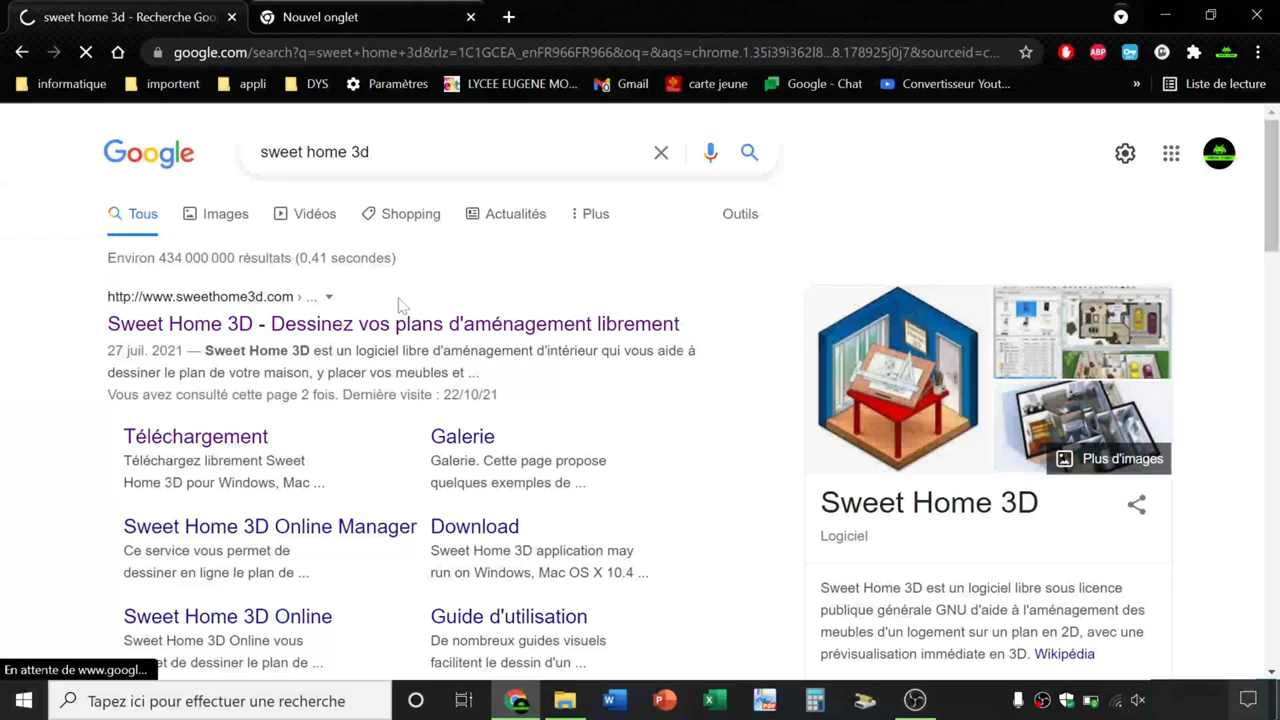 sweet home 3d - Recherche Goo
Nouvel onglet
google.com/search?q=sweet+home+3d&rlz=1C1GCEA_enFR966FR966&oq=&aqs=chrome.1.35i39i362l8...8.178925j0j7&sourceid=c...
informatique
importent
appli
DYS
Paramètres
LYCEE EUGENE MO...
Gmail
carte jeune
Google - Chat
Convertisseur Yout...
»
Liste de lecture
Google
sweet home 3d
Tous
Images
Vidéos
Shopping
Actualités
Plus
Outils
Environ 434 000 000 résultats (0,41 secondes)
http://www.sweethome3d.com › ...
Sweet Home 3D - Dessinez vos plans d'aménagement librement
27 juil. 2021 — Sweet Home 3D est un logiciel libre d'aménagement d'intérieur qui vous aide à
dessiner le plan de votre maison, y placer vos meubles et ...
Vous avez consulté cette page 2 fois. Dernière visite : 22/10/21
Téléchargement
Téléchargez librement Sweet
Home 3D pour Windows, Mac ...
Galerie
Galerie. Cette page propose
quelques exemples de ...
Sweet Home 3D Online Manager
Ce service vous permet de
dessiner en ligne le plan de ...
Download
Sweet Home 3D application may
run on Windows, Mac OS X 10.4 ...
Sweet Home 3D Online
Sweet Home 3D Online vous
et de dessiner le plan de ...
Guide d'utilisation
De nombreux guides visuels
facilitent le dessin d'un ...
Plus d'images
Sweet Home 3D
Logiciel
Sweet Home 3D est un logiciel libre sous licence
publique générale GNU d'aide à l'aménagement des
meubles d'un logement sur un plan en 2D, avec une
prévisualisation immédiate en 3D. Wikipédia
En attente de www.googl...
Tapez ici pour effectuer une recherche